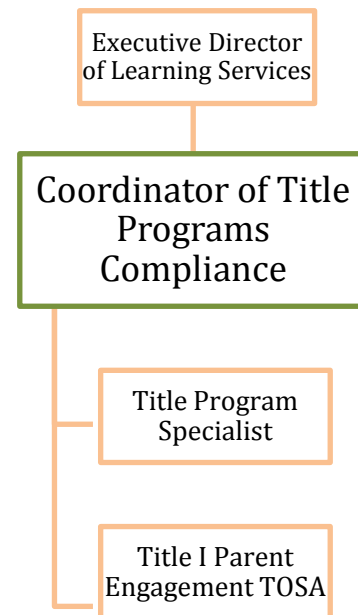 Executive Director
of Learning Services
Coordinator of Title
Programs
Compliance
Title Program
Specialist
Title I Parent
Engagement TOSA